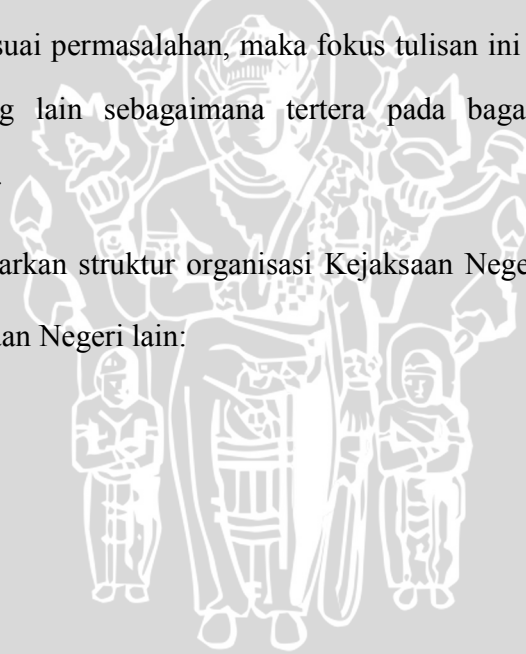 suai permasalahan, maka fokus tulisan ini
g lain sebagaimana tertera pada baga
arkan struktur organisasi Kejaksaan Nege
an Negeri lain: